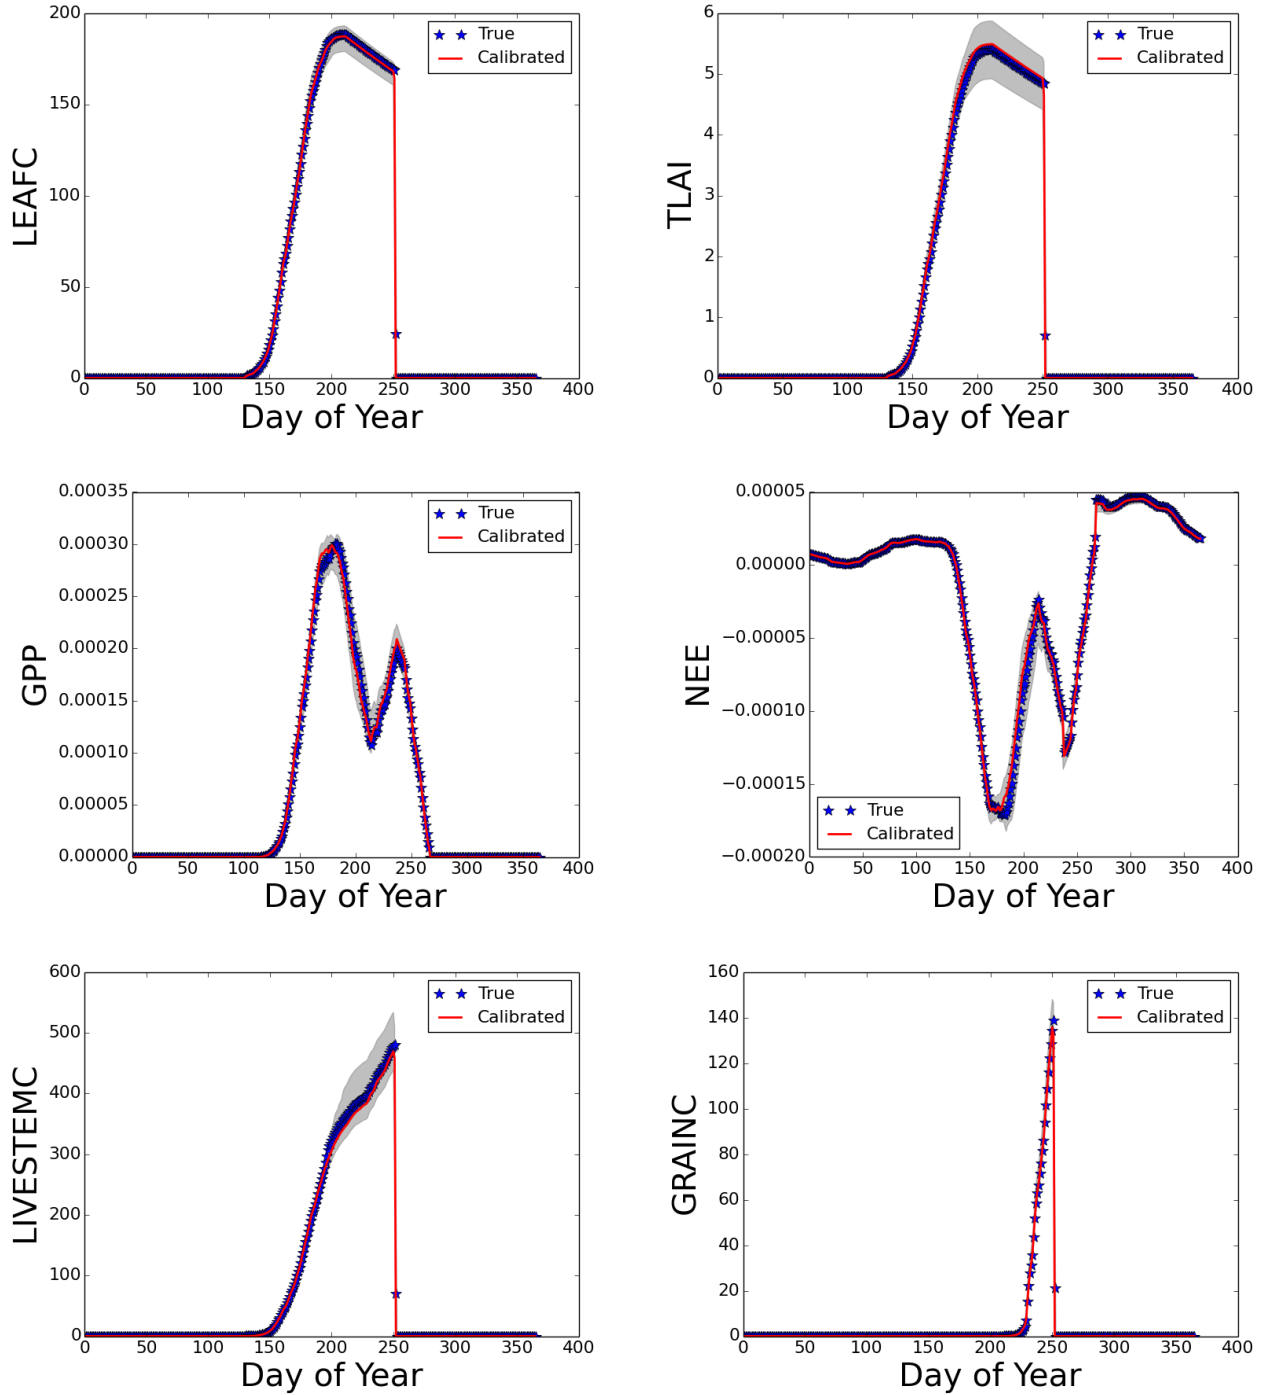 200
150
100
50
0
LEAFC
True
Calibrated
0 50 100 150 200 250 300 350 400
Day of Year
6
5
4
3
2
1
0
TLAI
True
Calibrated
0 50 100 150 200 250 300 350 400
Day of Year
0.00035
0.00030
0.00025
0.00020
0.00015
0.00010
0.00005
0.00000
GPP
True
Calibrated
0 50 100 150 200 250 300 350 400
Day of Year
0.00005
0.00000
−0.00005
−0.00010
−0.00015
−0.00020
NEE
True
Calibrated
0 50 100 150 200 250 300 350 400
Day of Year
600
500
400
300
200
100
0
LIVESTEMC
True
Calibrated
0 50 100 150 200 250 300 350 400
Day of Year
160
140
120
100
80
60
40
20
0
GRAINC
True
Calibrated
0 50 100 150 200 250 300 350 400
Day of Year